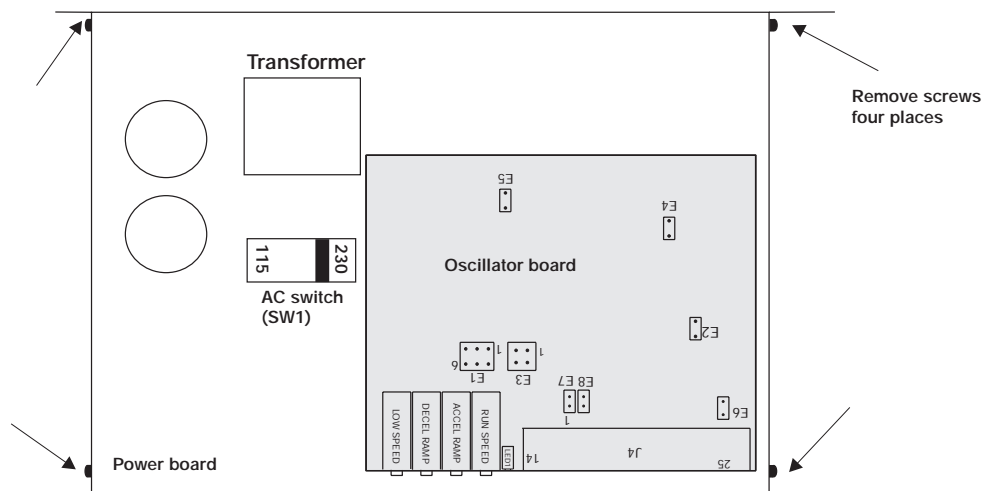 Transformer
Remove screws
four places
E5
E4
115
230
Oscillator board
AC switch
(SW1)
E2
1
6
E1
1
E3
E7
E8
1
E6
LOW SPEED
DECEL RAMP
ACCEL RAMP
RUN SPEED
LED1
14
J4
25
Power board